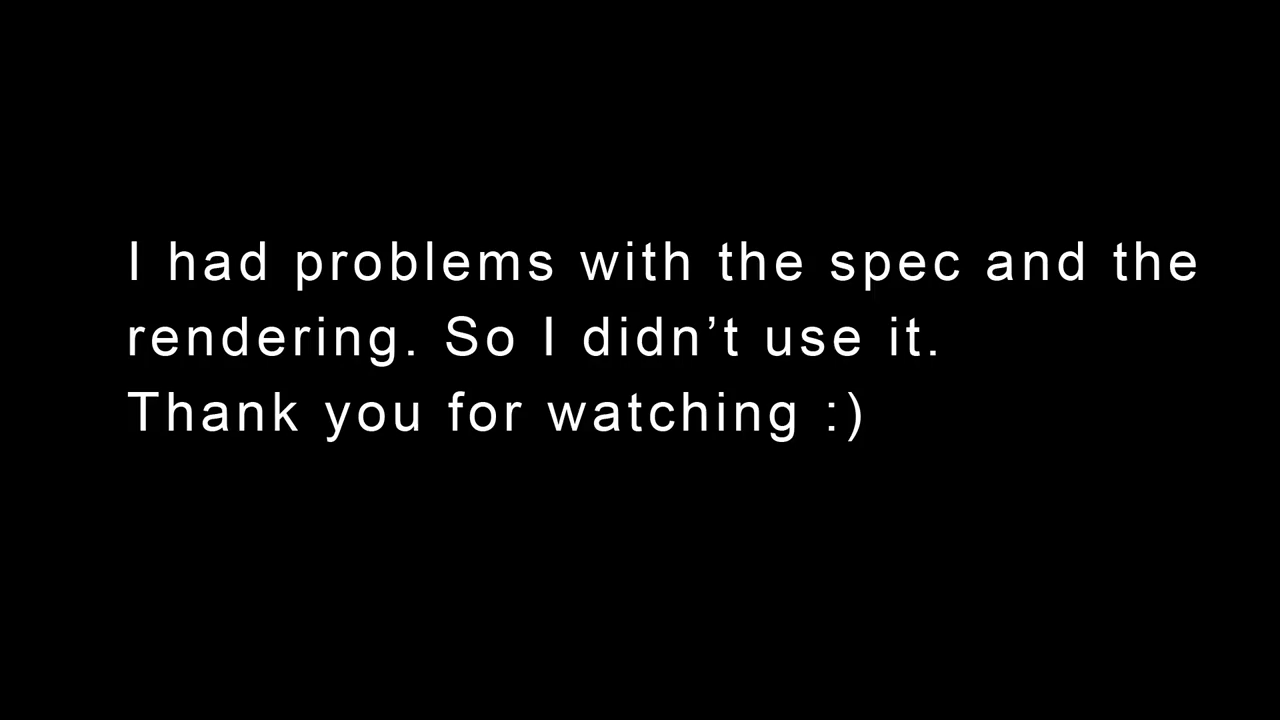 I had problems with the spec and the
rendering. So I didn’t use it.
Thank you for watching :)